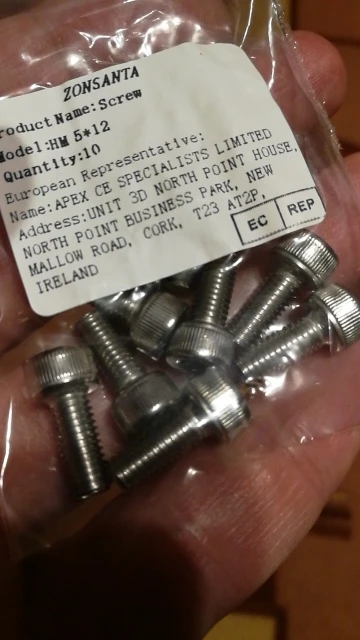 ZONSANTA
roduct Name:Screw
Model:HM 5*12
Quantity:10
European Representative:
Name:APEX CE SPECIALISTS LIMITED
Address:UNIT 3D NORTH POINT HOUSE,
NORTH POINT BUSINESS PARK, NEW
MALLOW ROAD, CORK, T23 AT2P,
IRELAND
EC REP